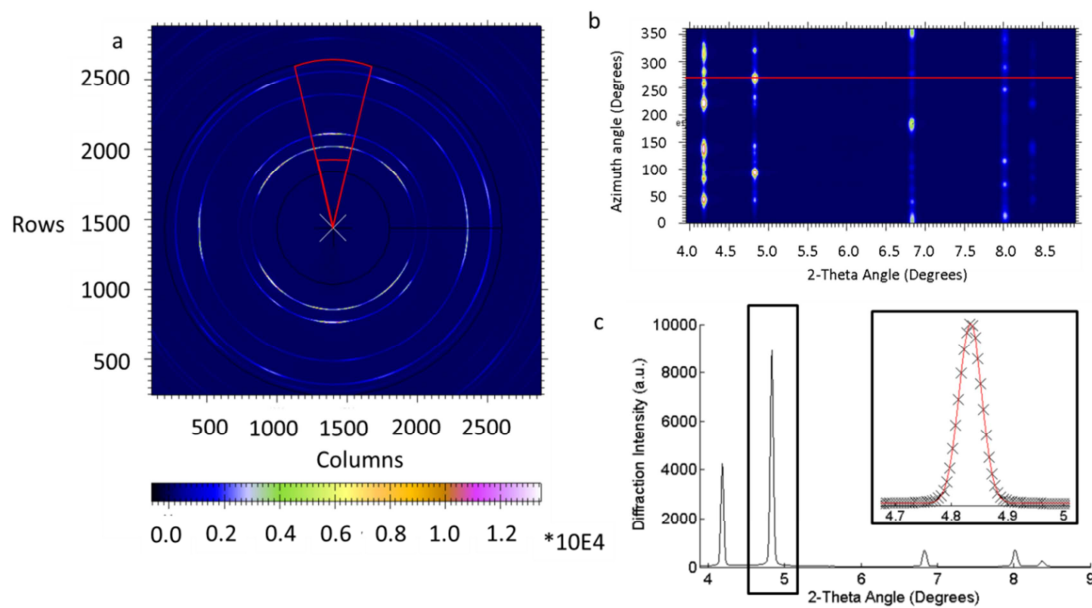 a
2500
2000
Rows 1500
1000
500
500 1000 1500 2000 2500
Columns
0.0 0.2 0.4 0.6 0.8 1.0 1.2 *10E4
b
Azimuth angle (Degrees)
350
300
250
200
150
100
50
0
4.0 4.5 5.0 5.5 6.0 6.5 7.0 7.5 8.0 8.5
2-Theta Angle (Degrees)
c
Diffraction Intensity (a.u.)
10000
8000
6000
4000
2000
0
4 5 6 7 8 9
2-Theta Angle (Degrees)
4.7 4.8 4.9 5